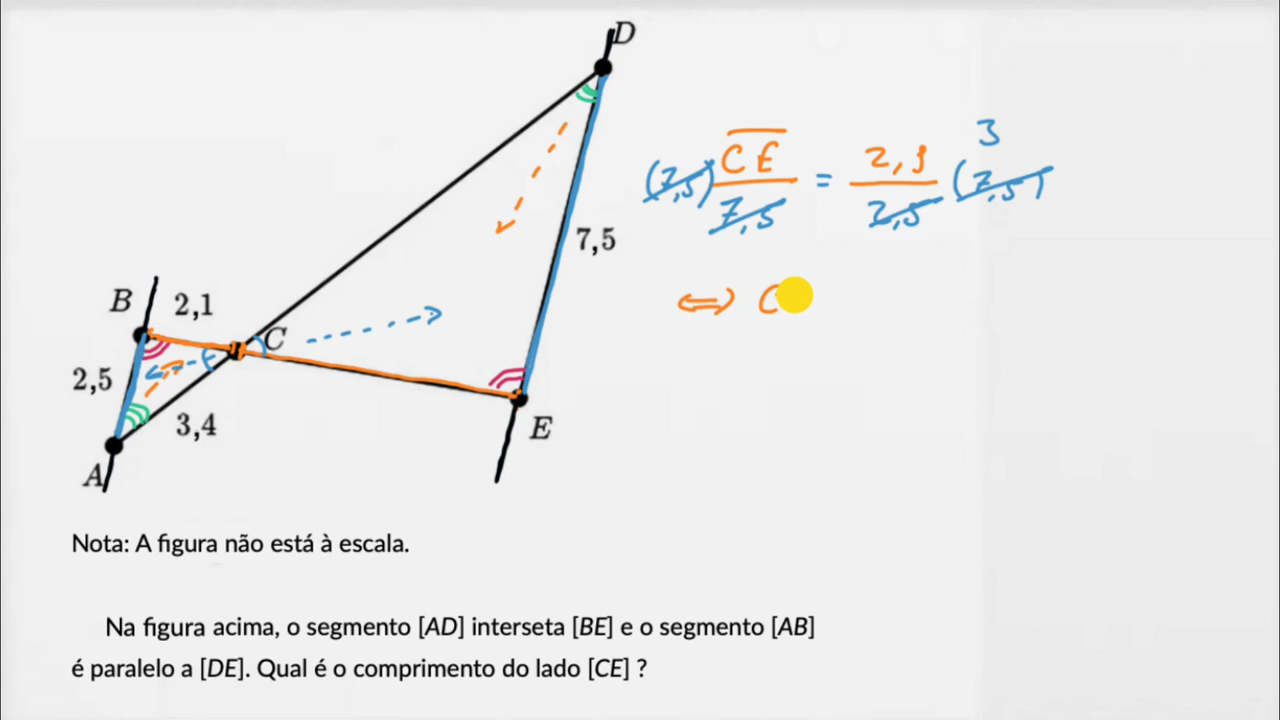 D
(7,5) CE/7,5 = 2,1/2,5 (7,5) 3
7,5
⇔ C
B 2,1
C
2,5
3,4
E
A
Nota: A figura não está à escala.
Na figura acima, o segmento [AD] interseta [BE] e o segmento [AB]
é paralelo a [DE]. Qual é o comprimento do lado [CE] ?